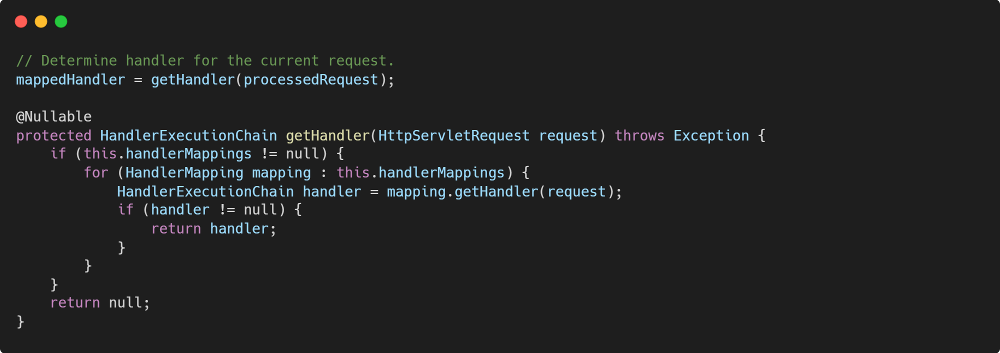 // Determine handler for the current request.
mappedHandler = getHandler(processedRequest);

@Nullable
protected HandlerExecutionChain getHandler(HttpServletRequest request) throws Exception {
    if (this.handlerMappings != null) {
        for (HandlerMapping mapping : this.handlerMappings) {
            HandlerExecutionChain handler = mapping.getHandler(request);
            if (handler != null) {
                return handler;
            }
        }
    }
    return null;
}